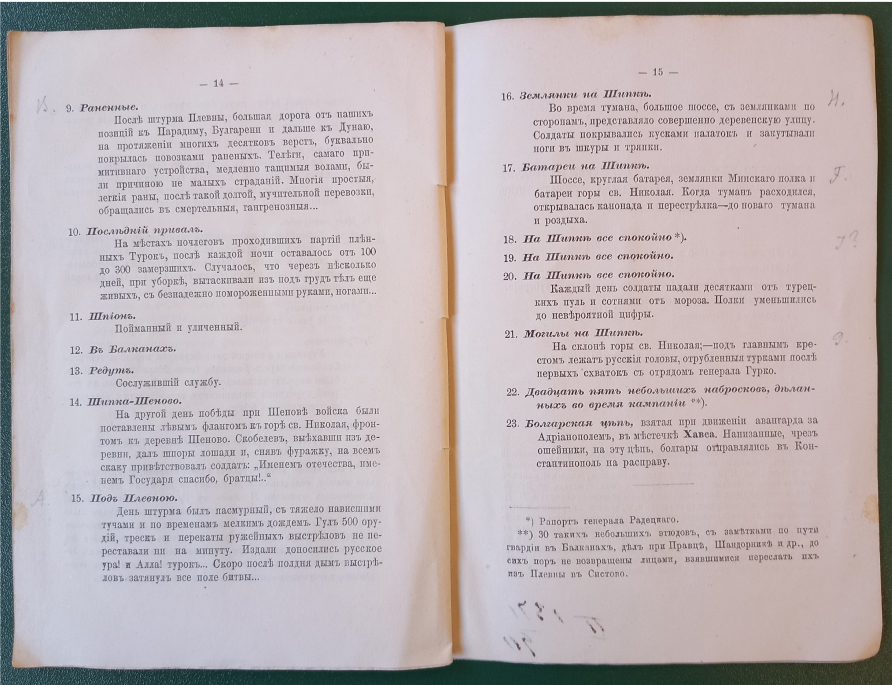 — 14 —
9. Раненные.
Послѣ штурма Плевны, большая дорога отъ нашихъ
позицій къ Парадиму, Булгарени и дальше къ Дунаю,
на протяженіи многихъ десятковъ верстъ, буквально
покрылась повозками раненыхъ. Телѣги, самаго при-
митивнаго устройства, медленно тащимыя волами, бы-
ли причиною не малыхъ страданій. Многія простыя,
легкія раны, послѣ такой долгой, мучительной перевозки,
обращались въ смертельныя, гангренозныя...
10. Послѣдній привалъ.
На мѣстахъ ночлеговъ проходившихъ партій плѣн-
ныхъ Турокъ, послѣ каждой ночи оставалось отъ 100
до 300 замерзшихъ. Случалось, что черезъ нѣсколько
дней, при уборкѣ, вытаскивали изъ подъ грудъ тѣлъ еще
живыхъ, съ безнадежно помороженными руками, ногами...
11. Шпіонъ.
Пойманный и уличенный.
12. Въ Балканахъ.
13. Редутъ.
Сослужившій службу.
14. Шипка-Шеново.
На другой день побѣды при Шеновѣ войска были
поставлены лѣвымъ флангомъ къ горѣ св. Николая, фрон-
томъ къ деревнѣ Шеново. Скобелевъ, выѣхавши изъ де-
ревни, далъ шпоры лошади и, снявъ фуражку, на всемъ
скаку привѣтствовалъ солдатъ: „Именемъ отечества, име-
немъ Государя спасибо, братцы!.."
15. Подъ Плевною.
День штурма былъ пасмурный, съ тяжело нависшими
тучами и по временамъ мелкимъ дождемъ. Гулъ 500 ору-
дій, трескъ и перекаты ружейныхъ выстрѣловъ не пе-
реставали ни на минуту. Издали доносились русское
ура! и Алла! турокъ... Скоро послѣ полдня дымъ выстрѣ-
ловъ затянулъ все поле битвы...
— 15 —
16. Землянки на Шипкѣ.
Во время тумана, большое шоссе, съ землянками по
сторонамъ, представляло совершенно деревенскую улицу.
Солдаты покрывались кусками палатокъ и закутывали
ноги въ шкуры и тряпки.
17. Батареи на Шипкѣ.
Шоссе, круглая батарея, землянки Минскаго полка и
батареи горы св. Николая. Когда туманъ расходился,
открывалась канонада и перестрѣлка—до новаго тумана
и роздыха.
18. На Шипкѣ все спокойно *).
19. На Шипкѣ все спокойно.
20. На Шипкѣ все спокойно.
Каждый день солдаты падали десятками отъ турец-
кихъ пуль и сотнями отъ мороза. Полки уменьшились
до невѣроятной цифры.
21. Могилы на Шипкѣ.
На склонѣ горы св. Николая;—подъ главнымъ кре-
стомъ лежатъ русскія головы, отрубленныя турками послѣ
первыхъ схватокъ съ отрядомъ генерала Гурко.
22. Двадцать пять небольшихъ набросковъ, дѣлан-
ныхъ во время кампаніи **).
23. Болгарская цѣпь, взятая при движеніи авангарда за
Адріанополемъ, въ мѣстечкѣ Хавса. Нанизанные, чрезъ
ошейники, на эту цѣпь, болгары отправлялись въ Кон-
стантинополь на расправу.
*) Рапортъ генерала Радецкаго.
**) 30 такихъ небольшихъ этюдовъ, съ замѣтками по пути
гвардіи въ Балканахъ, дѣлъ при Правцѣ, Шандорникѣ и др., до
сихъ поръ не возвращены лицами, взявшимися переслать ихъ
изъ Плевны въ Систово.